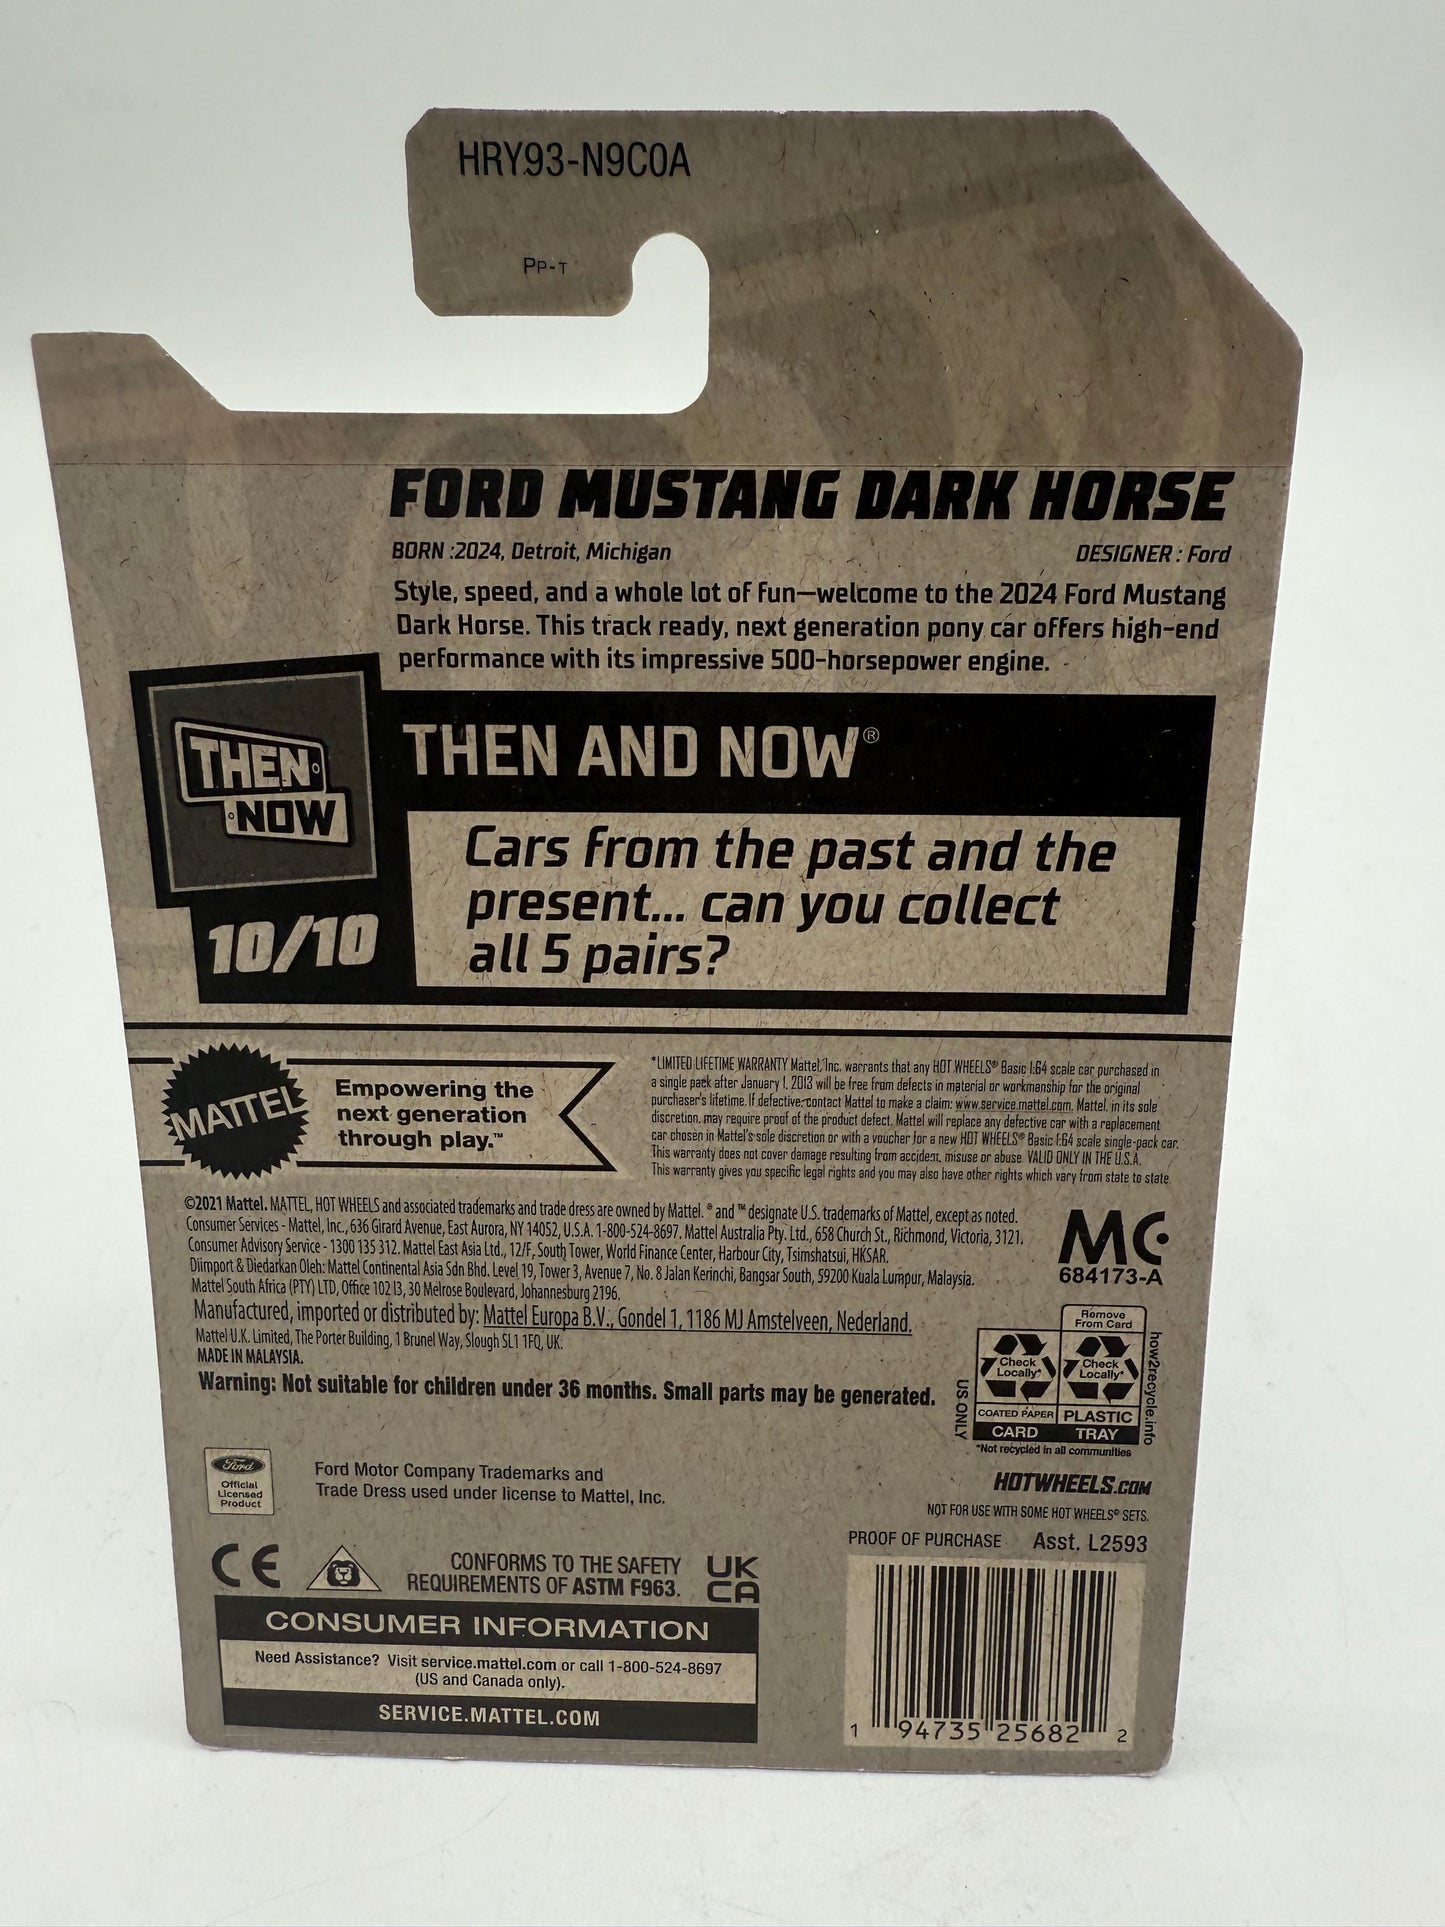 HRY93-N9C0A
PP-T
FORD MUSTANG DARK HORSE
BORN :2024, Detroit, Michigan
DESIGNER : Ford
Style, speed, and a whole lot of fun—welcome to the 2024 Ford Mustang
Dark Horse. This track ready, next generation pony car offers high-end
performance with its impressive 500-horsepower engine.
THEN
NOW
THEN AND NOW®
Cars from the past and the
present... can you collect
all 5 pairs?
10/10
MATTEL
Empowering the
next generation
through play.™
*LIMITED LIFETIME WARRANTY Mattel, Inc. warrants that any HOT WHEELS® Basic 1:64 scale car purchased in
a single pack after January 1, 2013 will be free from defects in material or workmanship for the original
purchaser's lifetime. If defective, contact Mattel to make a claim: www.service.mattel.com. Mattel, in its sole
discretion, may require proof of the product defect. Mattel will replace any defective car with a replacement
car chosen in Mattel's sole discretion or with a voucher for a new HOT WHEELS® Basic 1:64 scale single-pack car.
This warranty does not cover damage resulting from accident, misuse or abuse. VALID ONLY IN THE U.S.A.
This warranty gives you specific legal rights and you may also have other rights which vary from state to state
©2021 Mattel. MATTEL, HOT WHEELS and associated trademarks and trade dress are owned by Mattel. ® and ™ designate U.S. trademarks of Mattel, except as noted.
Consumer Services - Mattel, Inc., 636 Girard Avenue, East Aurora, NY 14052, U.S.A. 1-800-524-8697. Mattel Australia Pty. Ltd., 658 Church St., Richmond, Victoria, 3121.
Consumer Advisory Service - 1300 135 312. Mattel East Asia Ltd., 12/F, South Tower, World Finance Center, Harbour City, Tsimshatsui, HKSAR.
Diimport & Diedarkan Oleh: Mattel Continental Asia Sdn Bhd. Level 19, Tower 3, Avenue 7, No. 8 Jalan Kerinchi, Bangsar South, 59200 Kuala Lumpur, Malaysia.
Mattel South Africa (PTY) LTD, Office 102 I3, 30 Melrose Boulevard, Johannesburg 2196.
Manufactured, imported or distributed by: Mattel Europa B.V., Gondel 1, 1186 MJ Amstelveen, Nederland.
Mattel U.K. Limited, The Porter Building, 1 Brunel Way, Slough SL1 1FQ, UK.
MADE IN MALAYSIA.
Warning: Not suitable for children under 36 months. Small parts may be generated.
MC
684173-A
Remove
From Card
Check
Locally*
Check
Locally*
COATED PAPER
PLASTIC
CARD
TRAY
US ONLY
how2recycle.info
*Not recycled in all communities
Ford
Official
Licensed
Product
Ford Motor Company Trademarks and
Trade Dress used under license to Mattel, Inc.
HOTWHEELS.COM
NOT FOR USE WITH SOME HOT WHEELS® SETS.
PROOF OF PURCHASE Asst. L2593
CE
CONFORMS TO THE SAFETY
REQUIREMENTS OF ASTM F963.
UK
CA
CONSUMER INFORMATION
Need Assistance? Visit service.mattel.com or call 1-800-524-8697
(US and Canada only).
SERVICE.MATTEL.COM
1 94735 25682 2